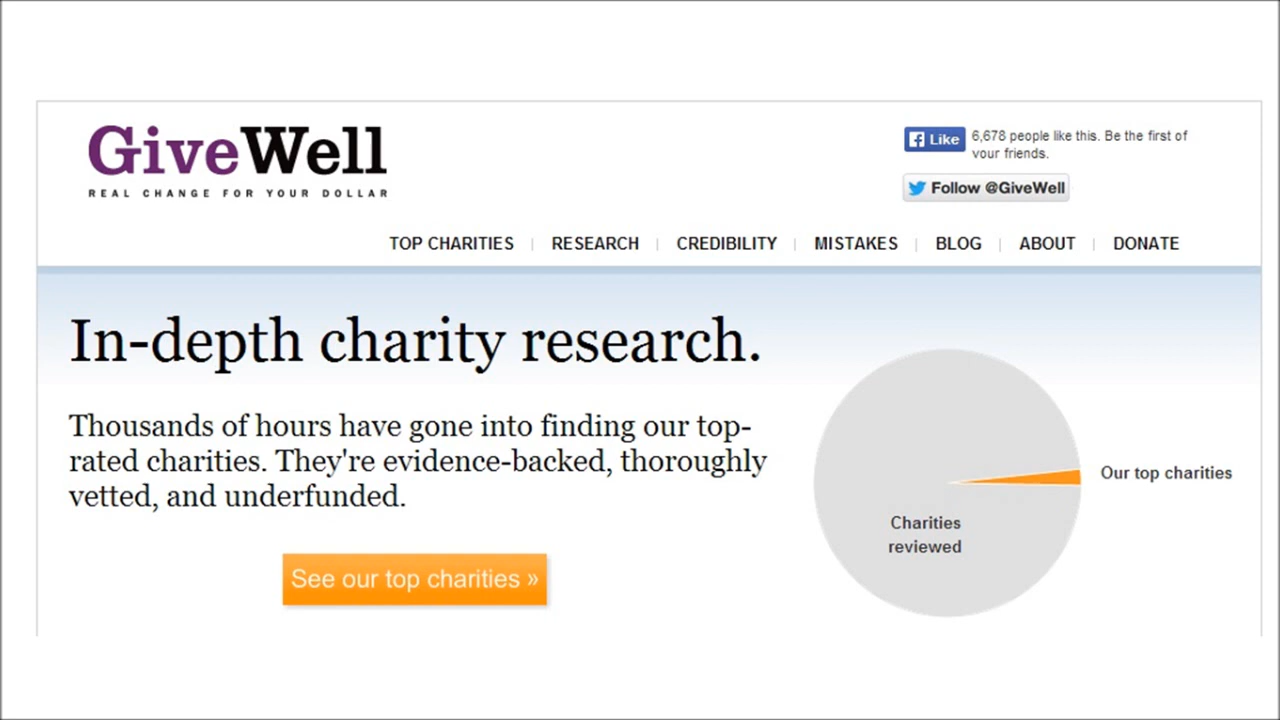 GiveWell
REAL CHANGE FOR YOUR DOLLAR
Like
6,678 people like this. Be the first of
your friends.
Follow @GiveWell
TOP CHARITIES | RESEARCH | CREDIBILITY | MISTAKES | BLOG | ABOUT | DONATE
In-depth charity research.
Thousands of hours have gone into finding our top-
rated charities. They're evidence-backed, thoroughly
vetted, and underfunded.
See our top charities »
Our top charities
Charities
reviewed